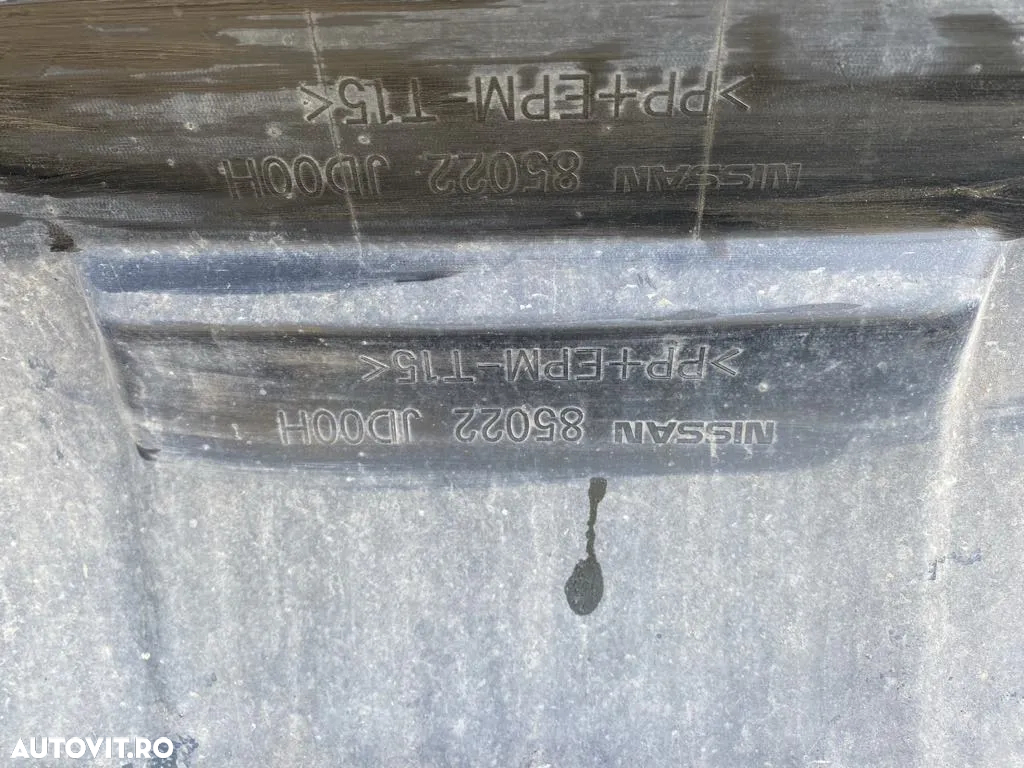 NISSAN 85022 JD00H
>PP+EPM-T15<
NISSAN 85022 JD00H
>PP+EPM-T15<
AUTOVIT.RO